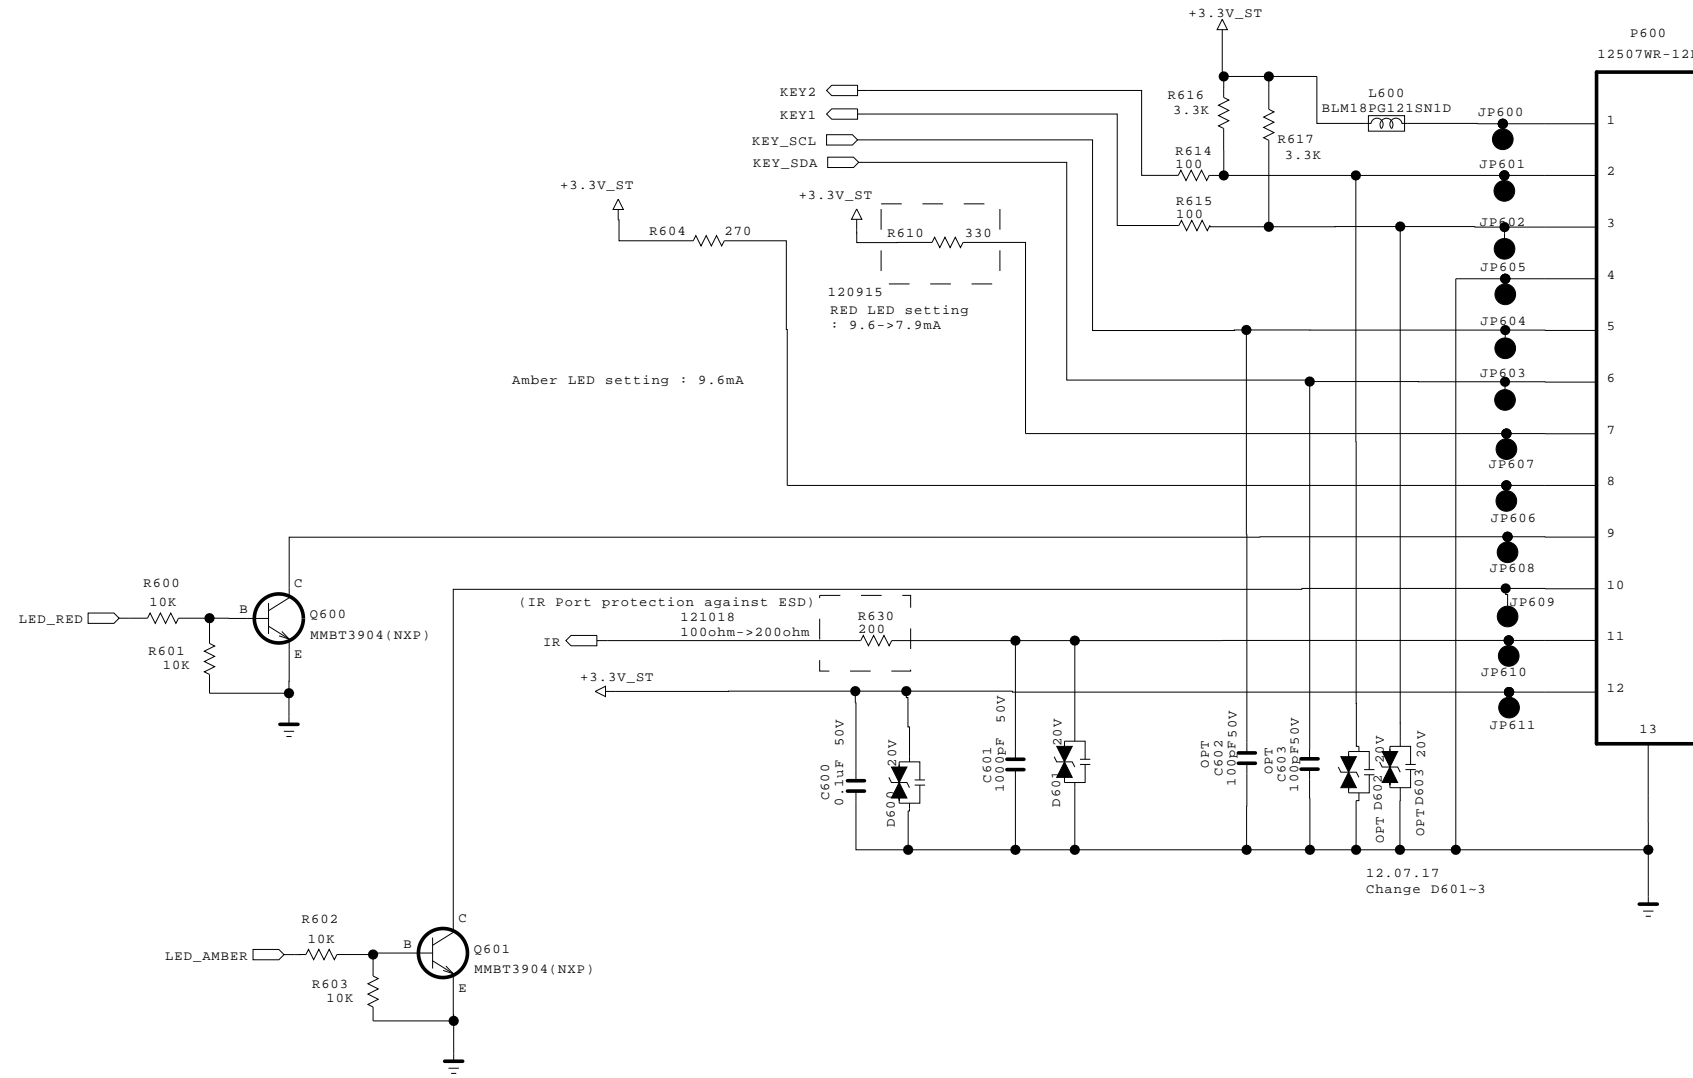 +3.3V_ST
P600
KEY2
KEY1
KEY_SCL
KEY_SDA
R616
3.3K
R617
3.3K
L600
BLM18PG121SN1D
R614
100
R615
100
+3.3V_ST
R604 270
+3.3V_ST
R610 330
120915
RED LED setting
: 9.6->7.9mA
Amber LED setting : 9.6mA
JP600
1
JP601
2
JP602
3
JP605
4
JP604
5
JP603
6
7
JP607
8
JP606
9
JP608
10
JP609
11
JP610
12
JP611
13
R600
10K
LED_RED
R601
10K
B
C
E
Q600
MMBT3904(NXP)
(IR Port protection against ESD)
121018
100ohm->200ohm
R630
200
IR
+3.3V_ST
C600
0.1uF 50V
D600 20V
C601
1000pF 50V
D601 20V
OPT
C602
100pF50V
OPT
C603
100pF50V
OPT D602 20V
OPT D603 20V
12.07.17
Change D601~3
R602
10K
LED_AMBER
R603
10K
B
C
E
Q601
MMBT3904(NXP)